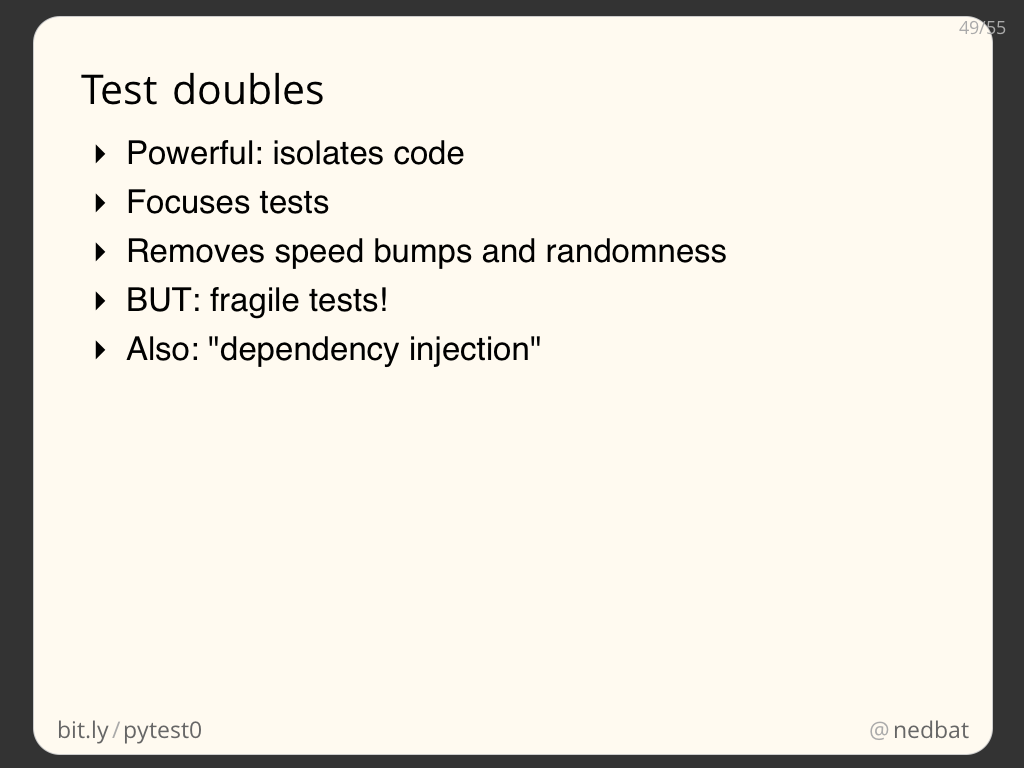 49/55
Test doubles
Powerful: isolates code
Focuses tests
Removes speed bumps and randomness
BUT: fragile tests!
Also: "dependency injection"
bit.ly/pytest0
@nedbat